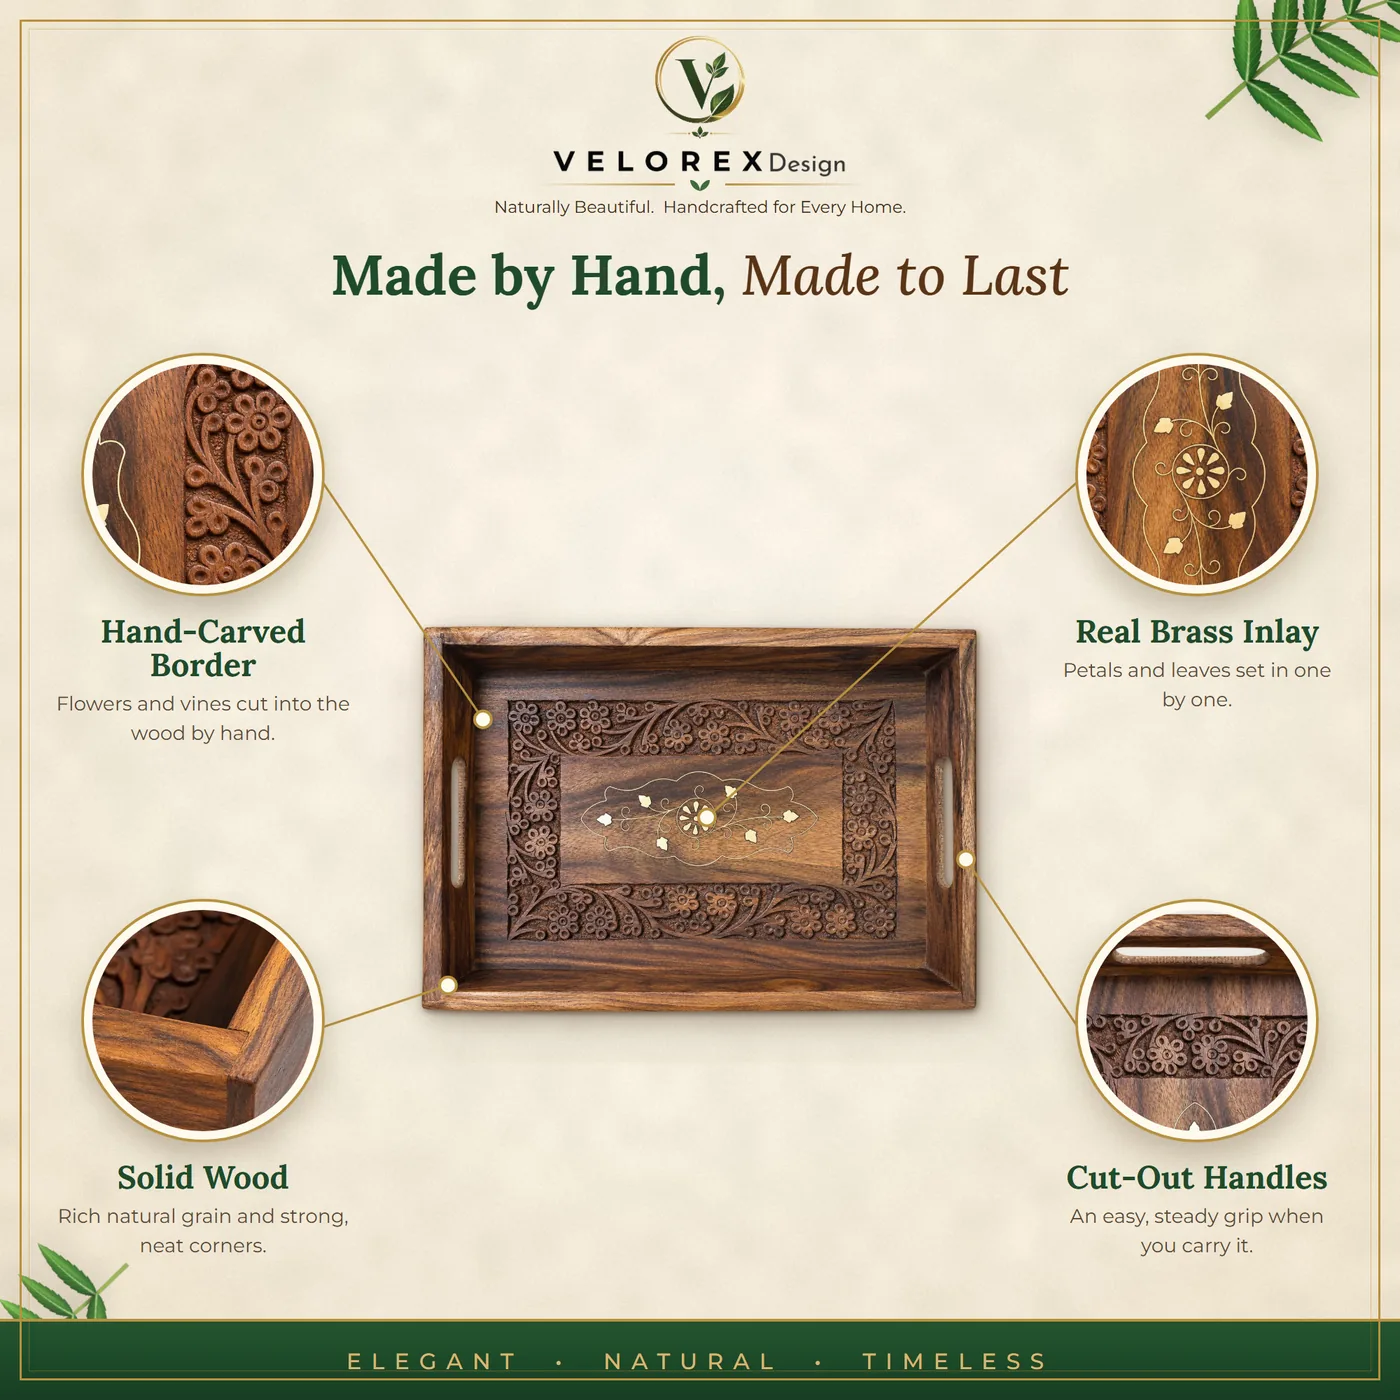 V
VELOREX Design
Naturally Beautiful. Handcrafted for Every Home.
Made by Hand, Made to Last
Hand-Carved
Border
Flowers and vines cut into the
wood by hand.
Real Brass Inlay
Petals and leaves set in one
by one.
Solid Wood
Rich natural grain and strong,
neat corners.
Cut-Out Handles
An easy, steady grip when
you carry it.
ELEGANT • NATURAL • TIMELESS